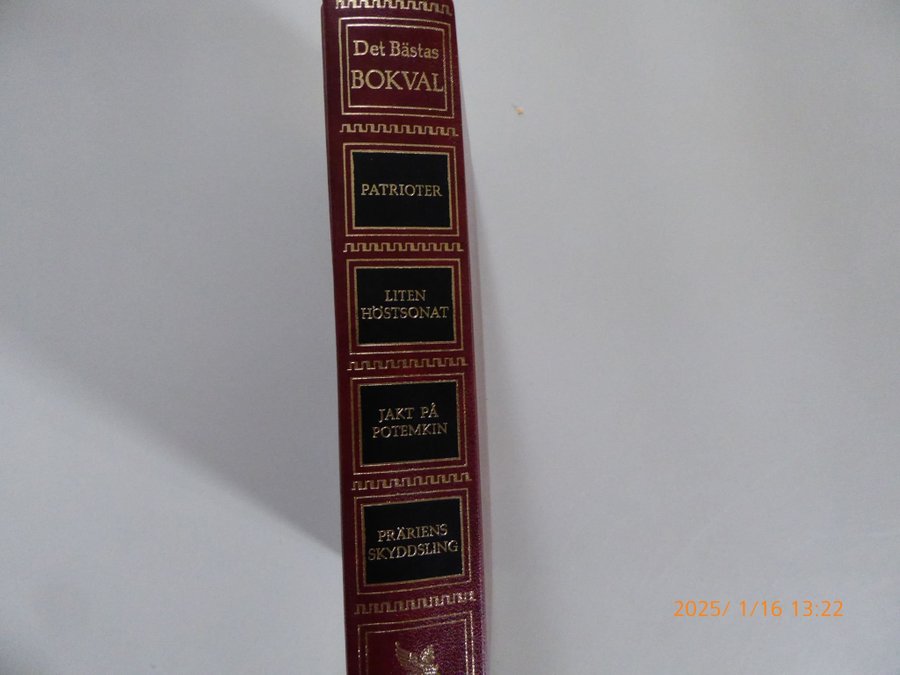 Det Bästas
BOKVAL
PATRIOTER
LITEN
HÖSTSONAT
JAKT PÅ
POTEMKIN
PRÄRIENS
SKYDDSLING
2025/ 1/16 13:22